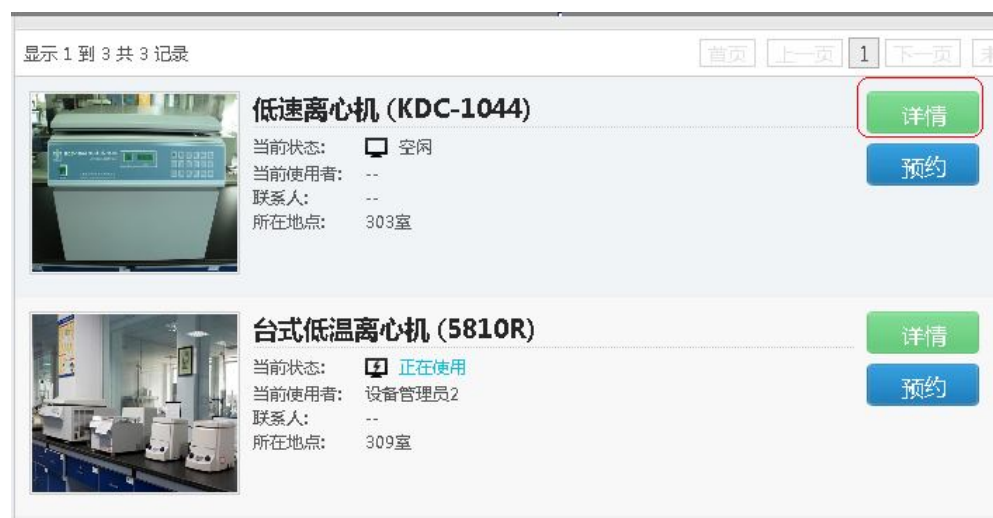 显示 1 到 3 共 3 记录
首页 上一页 1 下一页
低速离心机 (KDC-1044)
详情
当前状态: 空闲
预约
当前使用者: --
联系人: --
所在地点: 303室
台式低温离心机 (5810R)
详情
当前状态: 正在使用
预约
当前使用者: 设备管理员2
联系人: --
所在地点: 309室